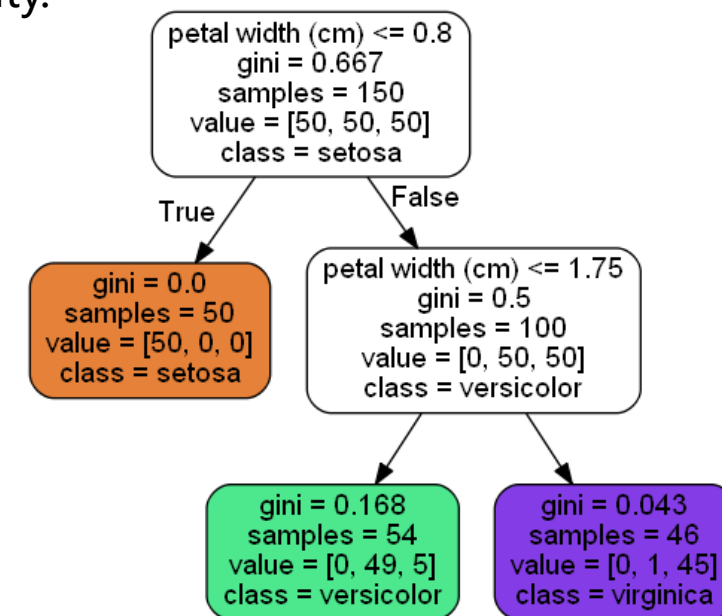 petal width (cm) <= 0.8
gini = 0.667
samples = 150
value = [50, 50, 50]
class = setosa
True
False
gini = 0.0
samples = 50
value = [50, 0, 0]
class = setosa
petal width (cm) <= 1.75
gini = 0.5
samples = 100
value = [0, 50, 50]
class = versicolor
gini = 0.168
samples = 54
value = [0, 49, 5]
class = versicolor
gini = 0.043
samples = 46
value = [0, 1, 45]
class = virginica